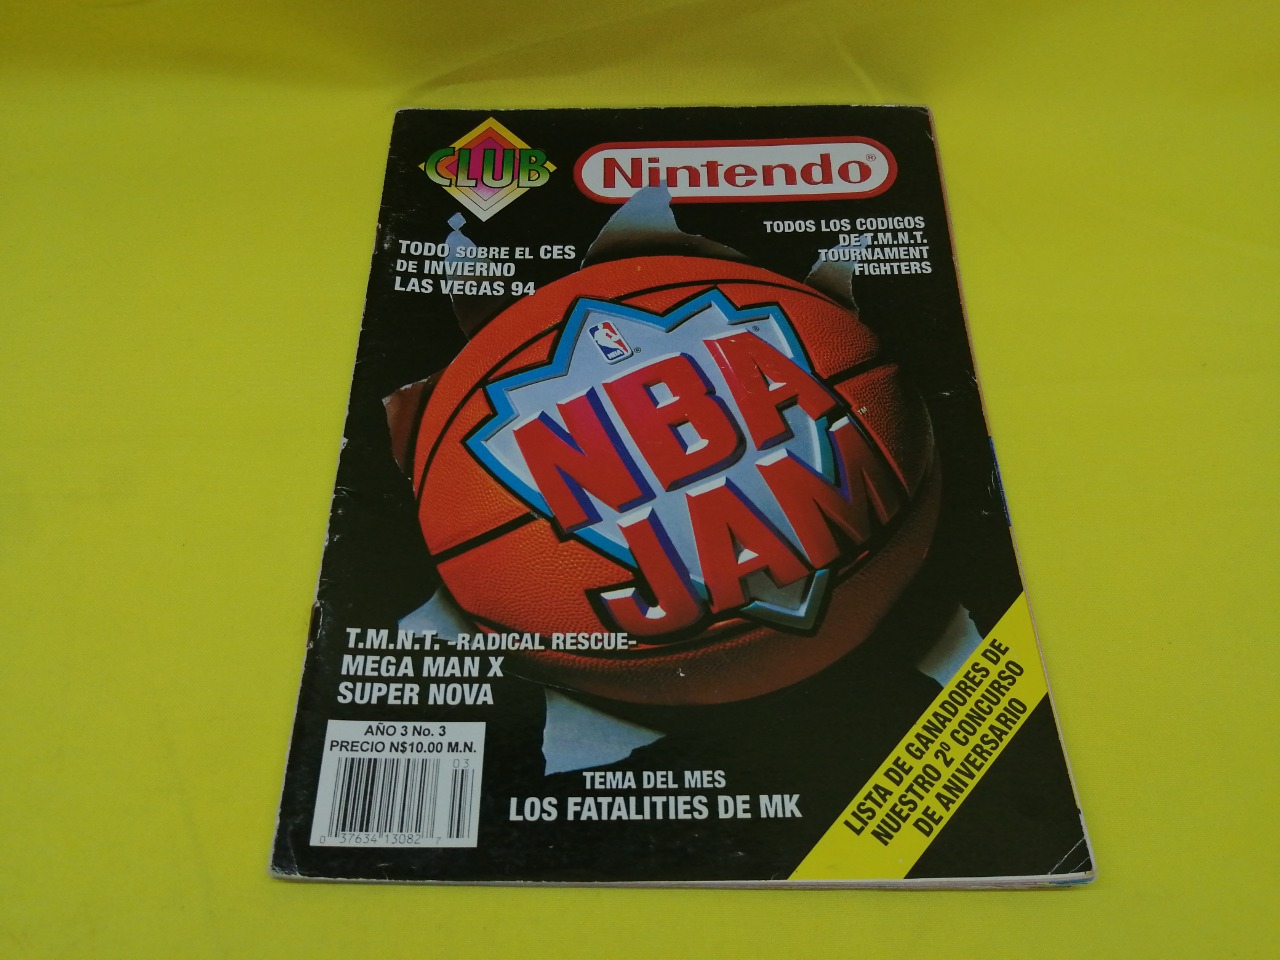 CLUB
Nintendo®
TODO SOBRE EL CES
DE INVIERNO
LAS VEGAS 94
TODOS LOS CODIGOS
DE T.M.N.T.
TOURNAMENT
FIGHTERS
NBA
®
NBA
®
JAM
™
T.M.N.T. -RADICAL RESCUE-
MEGA MAN X
SUPER NOVA
AÑO 3 No. 3
PRECIO N$10.00 M.N.
03
0 37634 13082 7
TEMA DEL MES
LOS FATALITIES DE MK
LISTA DE GANADORES DE
NUESTRO 2º CONCURSO
DE ANIVERSARIO